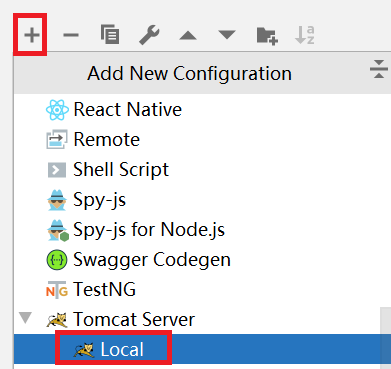 Add New Configuration
React Native
Remote
Shell Script
Spy-js
Spy-js for Node.js
Swagger Codegen
TestNG
Tomcat Server
Local